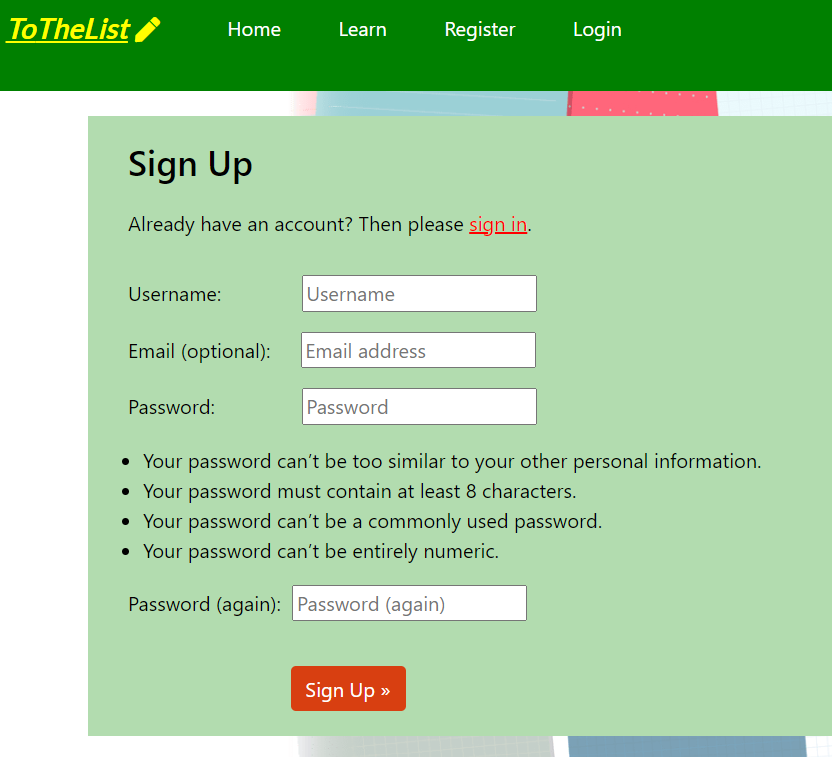 ToTheList
Home Learn Register Login
Sign Up
Already have an account? Then please sign in.
Username: Username
Email (optional): Email address
Password: Password
• Your password can’t be too similar to your other personal information.
• Your password must contain at least 8 characters.
• Your password can’t be a commonly used password.
• Your password can’t be entirely numeric.
Password (again): Password (again)
Sign Up »